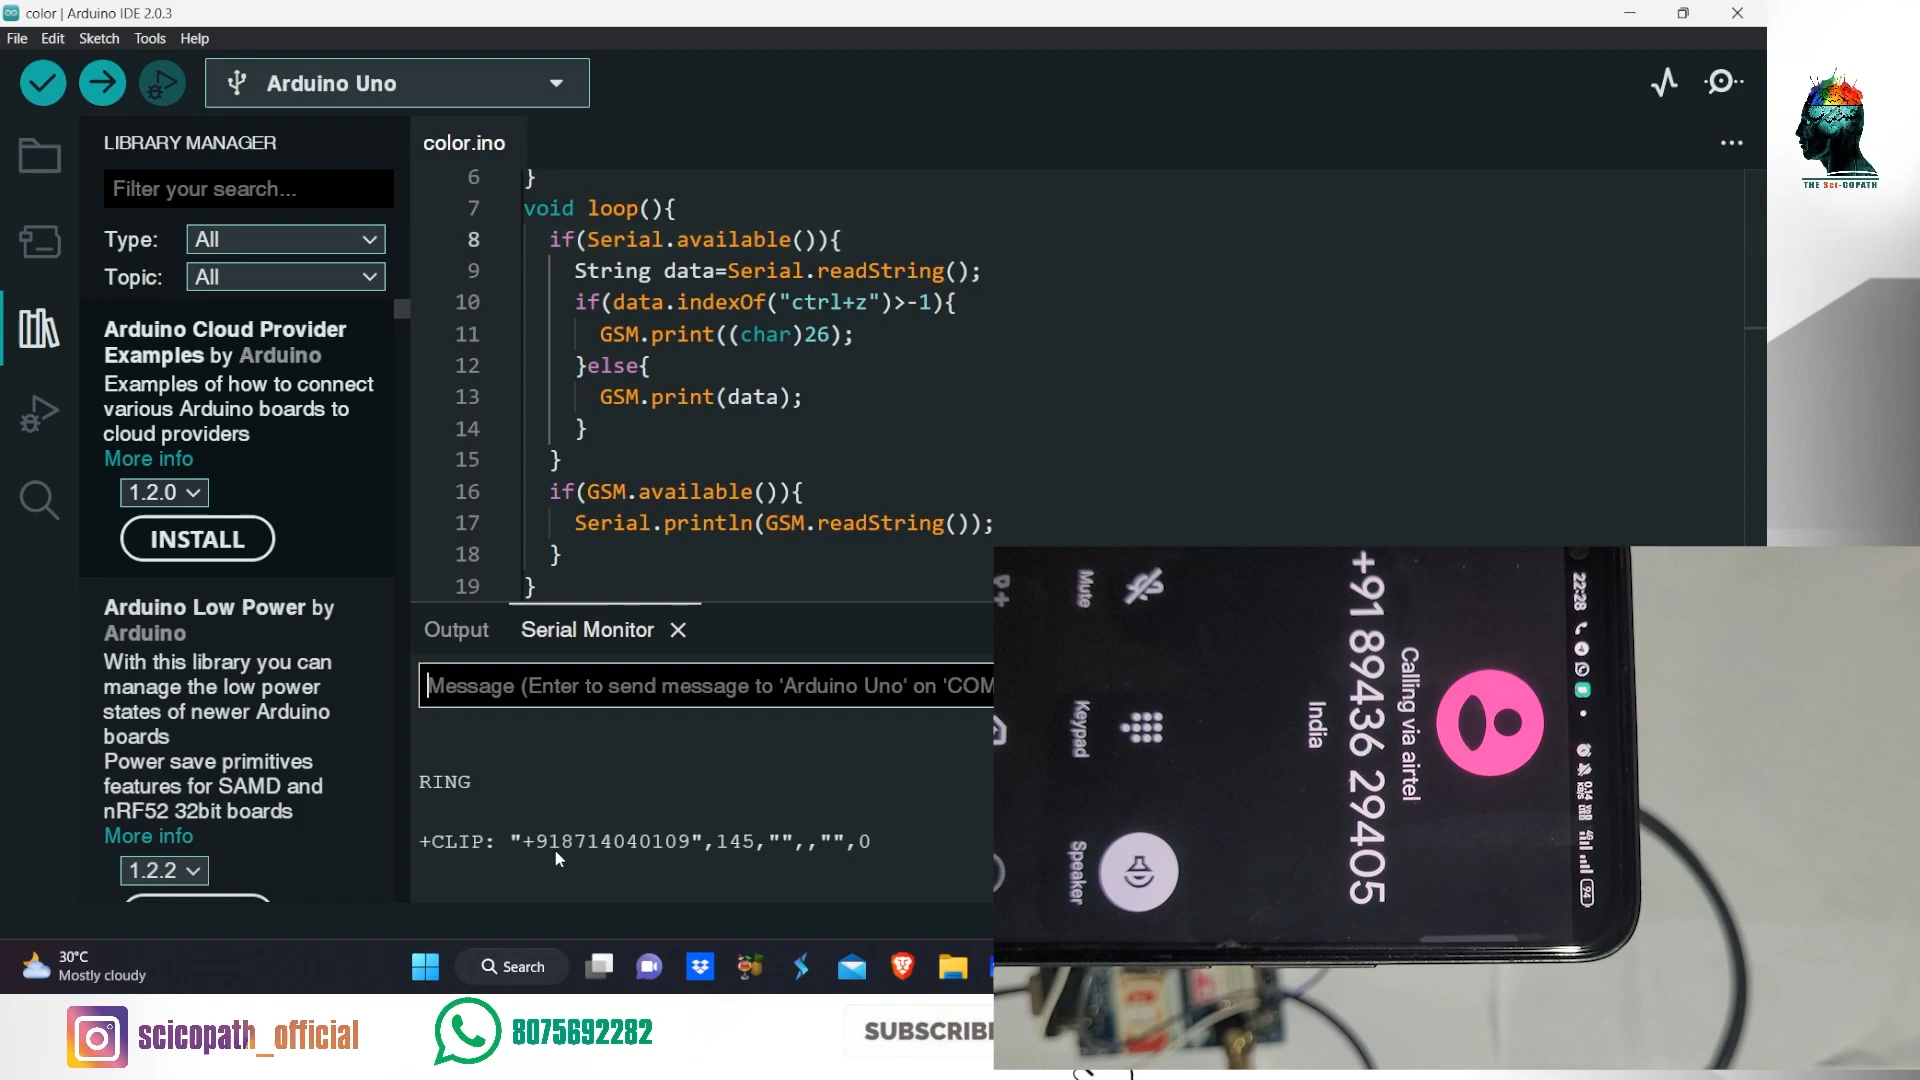 color | Arduino IDE 2.0.3
File Edit Sketch Tools Help
Arduino Uno
LIBRARY MANAGER
Filter your search...
Type: All
Topic: All
Arduino Cloud Provider
Examples by Arduino
Examples of how to connect
various Arduino boards to
cloud providers
More info
1.2.0
INSTALL
Arduino Low Power by
Arduino
With this library you can
manage the low power
states of newer Arduino
boards
Power save primitives
features for SAMD and
nRF52 32bit boards
More info
1.2.2
color.ino
6 }
7 void loop(){
8 if(Serial.available()){
9 String data=Serial.readString();
10 if(data.indexOf("ctrl+z")>-1){
11 GSM.print((char)26);
12 }else{
13 GSM.print(data);
14 }
15 }
16 if(GSM.available()){
17 Serial.println(GSM.readString());
18 }
19 }
Output Serial Monitor
Message (Enter to send message to 'Arduino Uno' on 'COM
RING
+CLIP: "+918714040109",145,"",,"",0
THE Sci-COPATH
22:28
94
Calling via airtel
+91 89436 29405
India
Mute
Keypad
Speaker
30°C
Mostly cloudy
Search
scicopath_official
8075692282
SUBSCRIBE